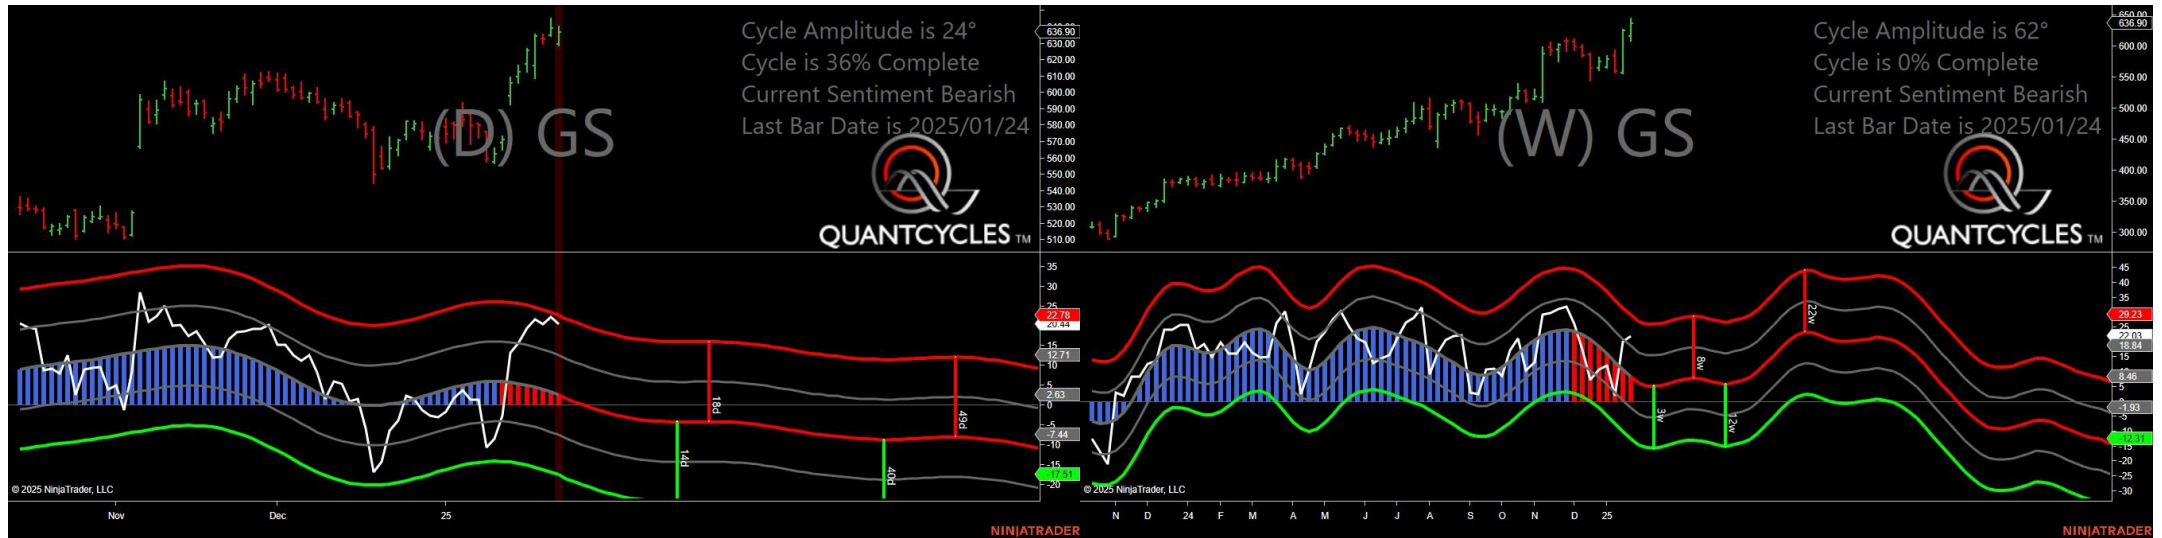 Cycle Amplitude is 24°
Cycle is 36% Complete
Current Sentiment Bearish
Last Bar Date is 2025/01/24
(D) GS
QUANTCYCLES TM
636.90
630.00
620.00
610.00
600.00
590.00
580.00
570.00
560.00
550.00
540.00
530.00
520.00
510.00
35
30
25
22.78
20.44
15
12.71
10
5
2.63
0
-5
-7.44
-10
-15
-17.51
-20
18d
49d
14d
40d
© 2025 NinjaTrader, LLC
Nov
Dec
25
NINJATRADER
Cycle Amplitude is 62°
Cycle is 0% Complete
Current Sentiment Bearish
Last Bar Date is 2025/01/24
(W) GS
QUANTCYCLES TM
650.00
636.90
600.00
550.00
500.00
450.00
400.00
350.00
300.00
45
40
35
29.23
25
22.03
18.84
15
8.46
5
-1.93
-5
-12.31
-15
-20
-25
-30
22w
8w
3w
12w
© 2025 NinjaTrader, LLC
N
D
24
F
M
A
M
J
J
A
S
O
N
D
25
NINJATRADER